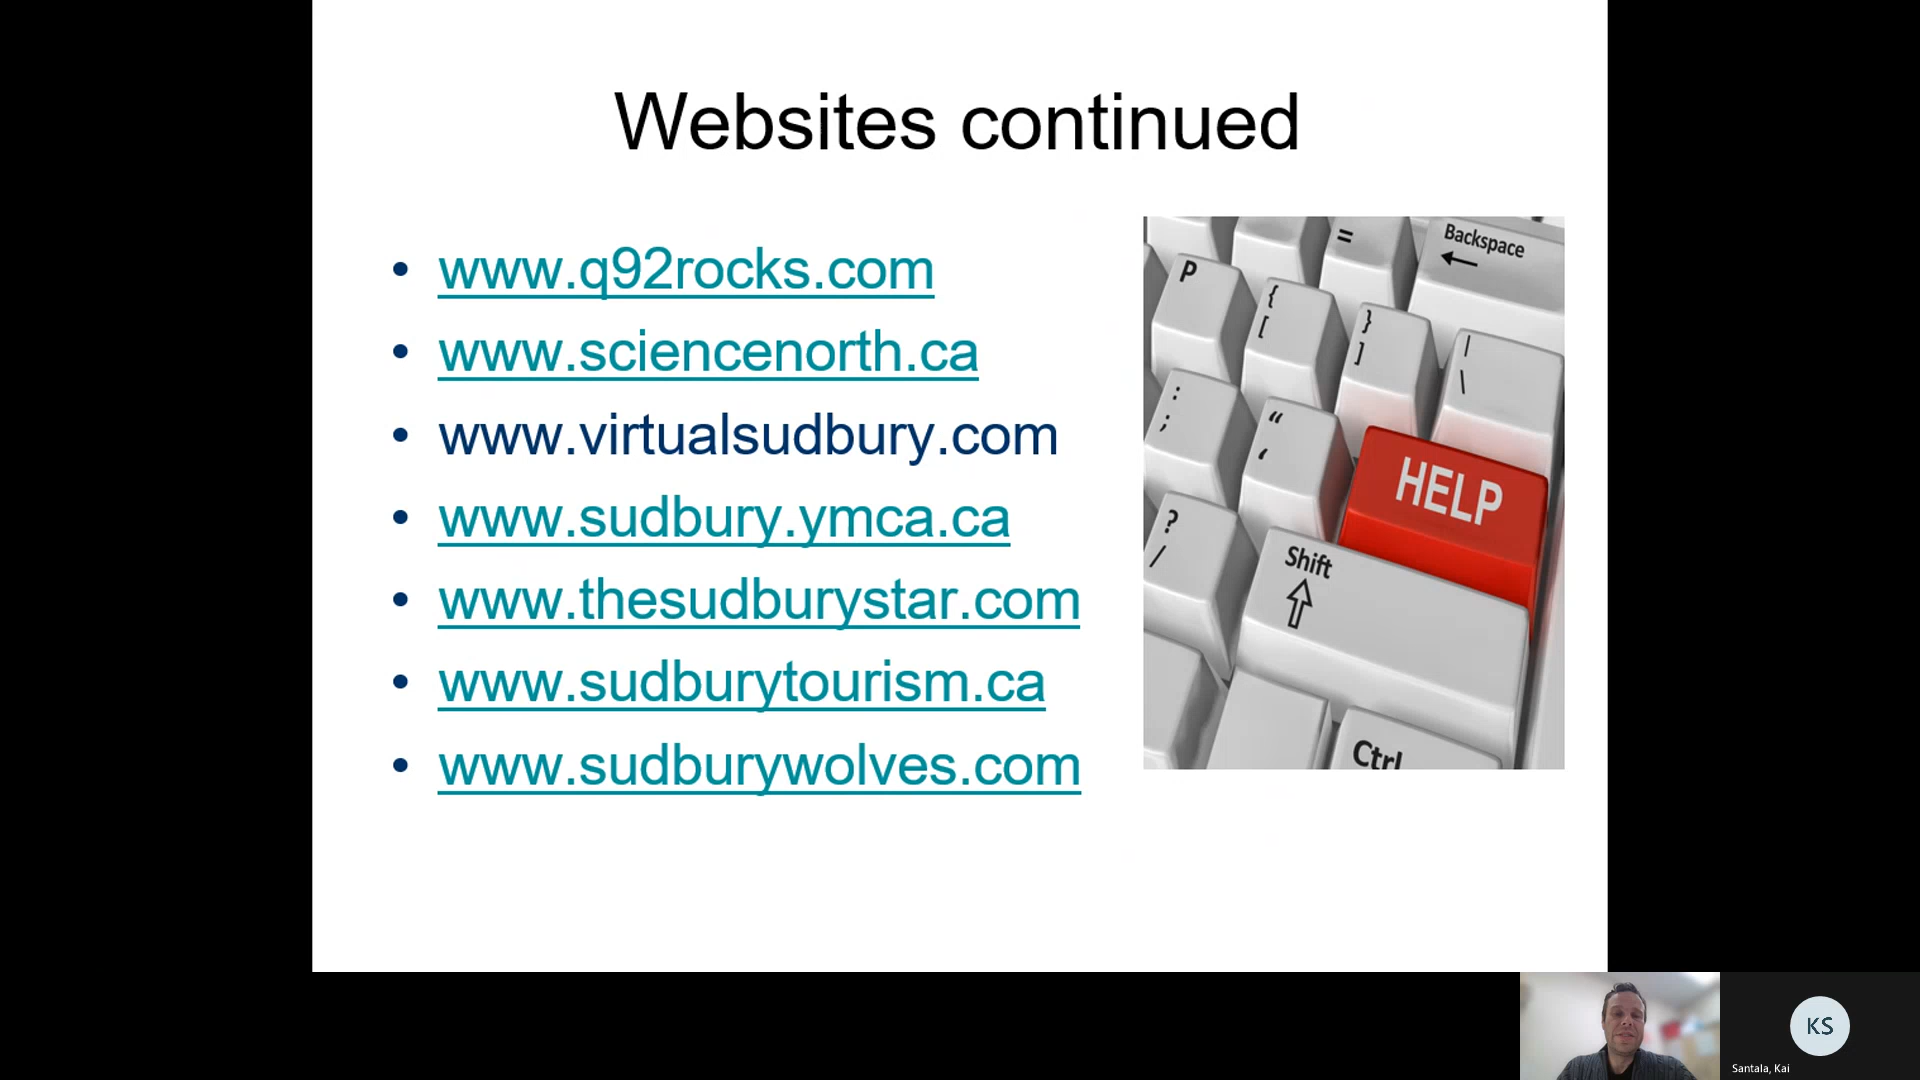 Websites continued
• www.q92rocks.com
• www.sciencenorth.ca
• www.virtualsudbury.com
• www.sudbury.ymca.ca
• www.thesudburystar.com
• www.sudburytourism.ca
• www.sudburywolves.com
=
Backspace
←
P
{
[
}
]
|
\
:
;
“
‘
HELP
?
/
Shift
⇧
Ctrl
KS
Santala, Kai